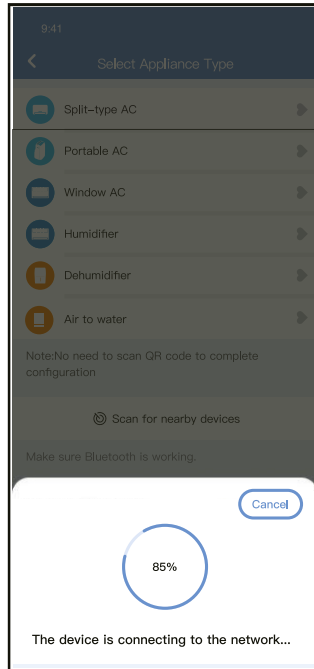 9:41
Select Appliance Type
Split-type AC
Portable AC
Window AC
Humidifier
Dehumidifier
Air to water
Note:No need to scan QR code to complete
configuration
Scan for nearby devices
Make sure Bluetooth is working.
Cancel
85%
The device is connecting to the network...